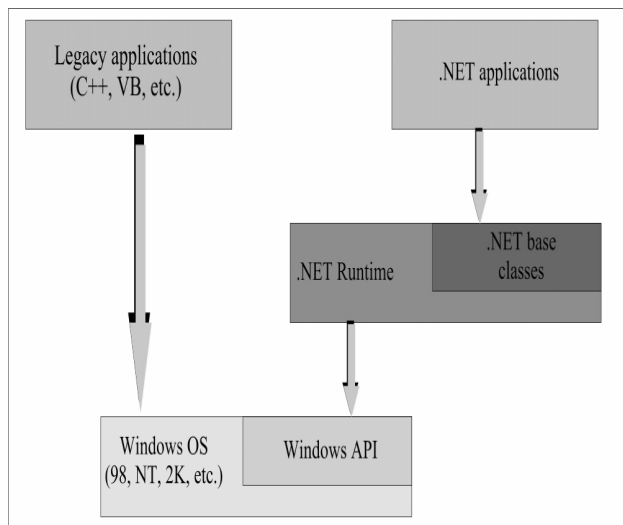 Legacy applications
(C++, VB, etc.)
.NET applications
.NET base
classes
.NET Runtime
Windows OS
(98, NT, 2K, etc.)
Windows API